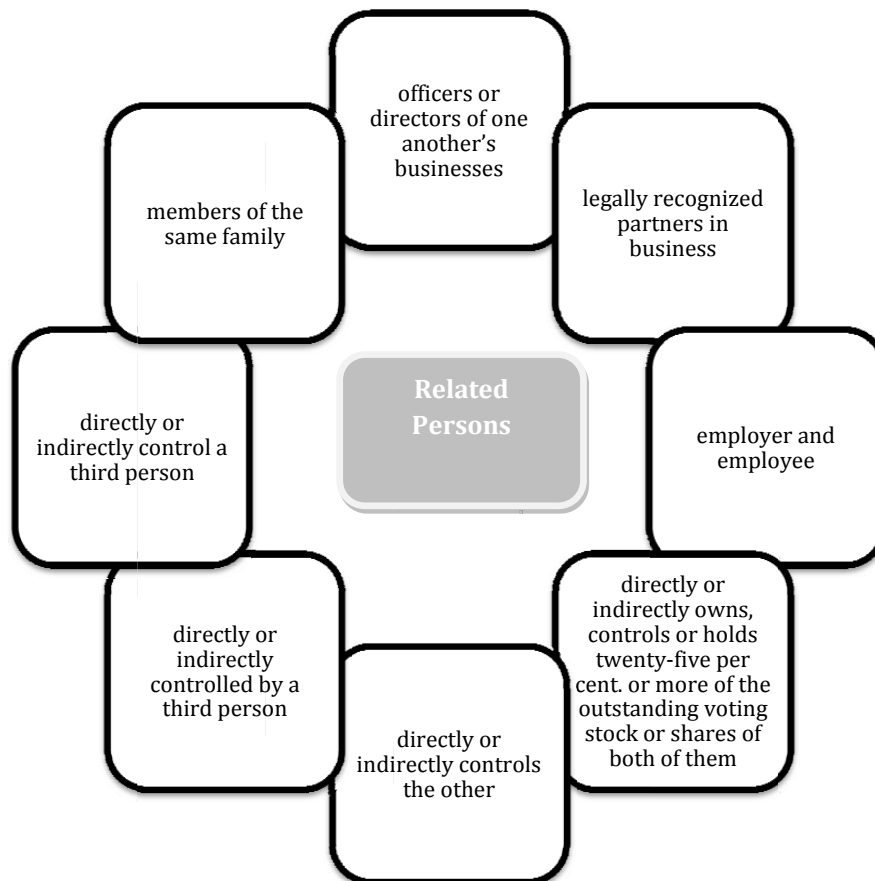 officers or
directors of one
another’s
businesses
legally recognized
partners in
business
employer and
employee
directly or
indirectly owns,
controls or holds
twenty-five per
cent. or more of the
outstanding voting
stock or shares of
both of them
directly or
indirectly controls
the other
directly or
indirectly
controlled by a
third person
directly or
indirectly control a
third person
members of the
same family
Related
Persons